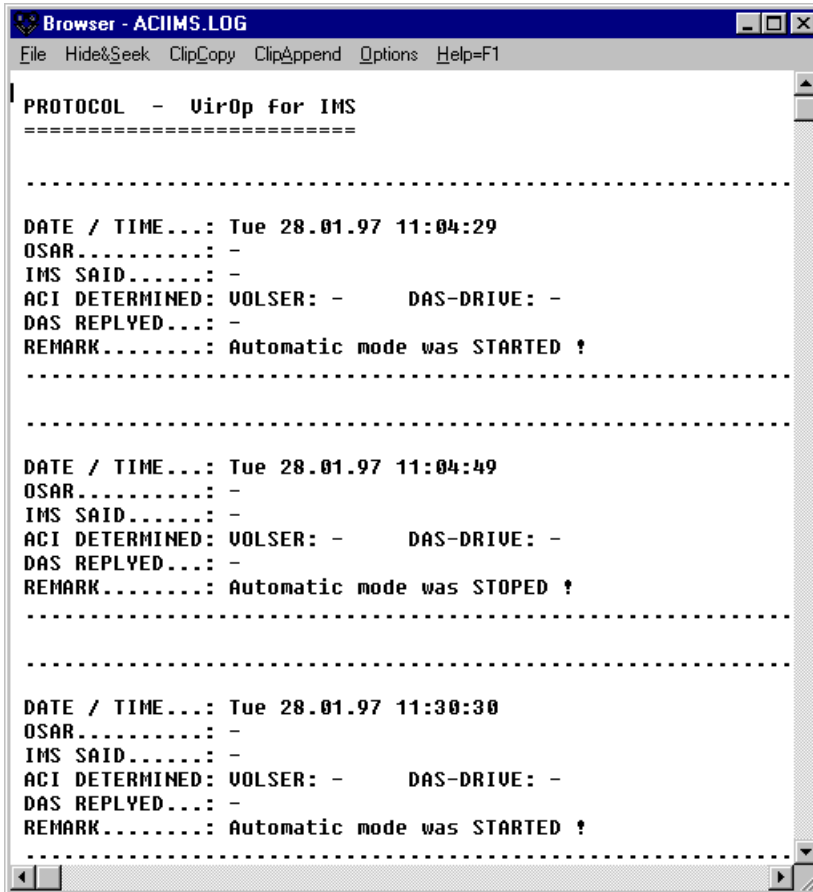 Browser - ACIIMS.LOG
File Hide&Seek ClipCopy ClipAppend Options Help=F1
PROTOCOL - VirOp for IMS
==========================
............................................................
DATE / TIME...: Tue 28.01.97 11:04:29
OSAR..........: -
IMS SAID......: -
ACI DETERMINED: VOLSER: - DAS-DRIVE: -
DAS REPLYED...: -
REMARK........: Automatic mode was STARTED !
............................................................
............................................................
DATE / TIME...: Tue 28.01.97 11:04:49
OSAR..........: -
IMS SAID......: -
ACI DETERMINED: VOLSER: - DAS-DRIVE: -
DAS REPLYED...: -
REMARK........: Automatic mode was STOPED !
............................................................
............................................................
DATE / TIME...: Tue 28.01.97 11:30:30
OSAR..........: -
IMS SAID......: -
ACI DETERMINED: VOLSER: - DAS-DRIVE: -
DAS REPLYED...: -
REMARK........: Automatic mode was STARTED !
............................................................